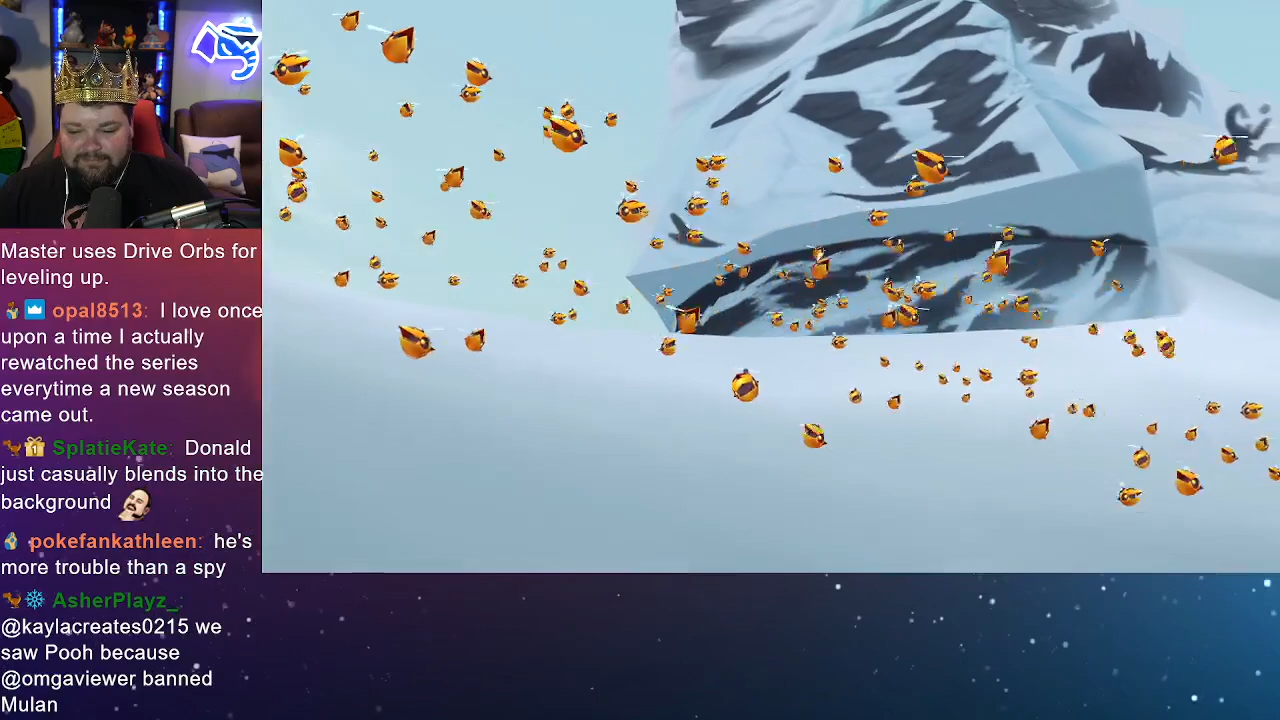 Master uses Drive Orbs for
leveling up.
opal8513: I love once
upon a time I actually
rewatched the series
everytime a new season
came out.
SplatieKate: Donald
just casually blends into the
background
pokefankathleen: he's
more trouble than a spy
AsherPlayz_:
@kaylacreates0215 we
saw Pooh because
@omgaviewer banned
Mulan